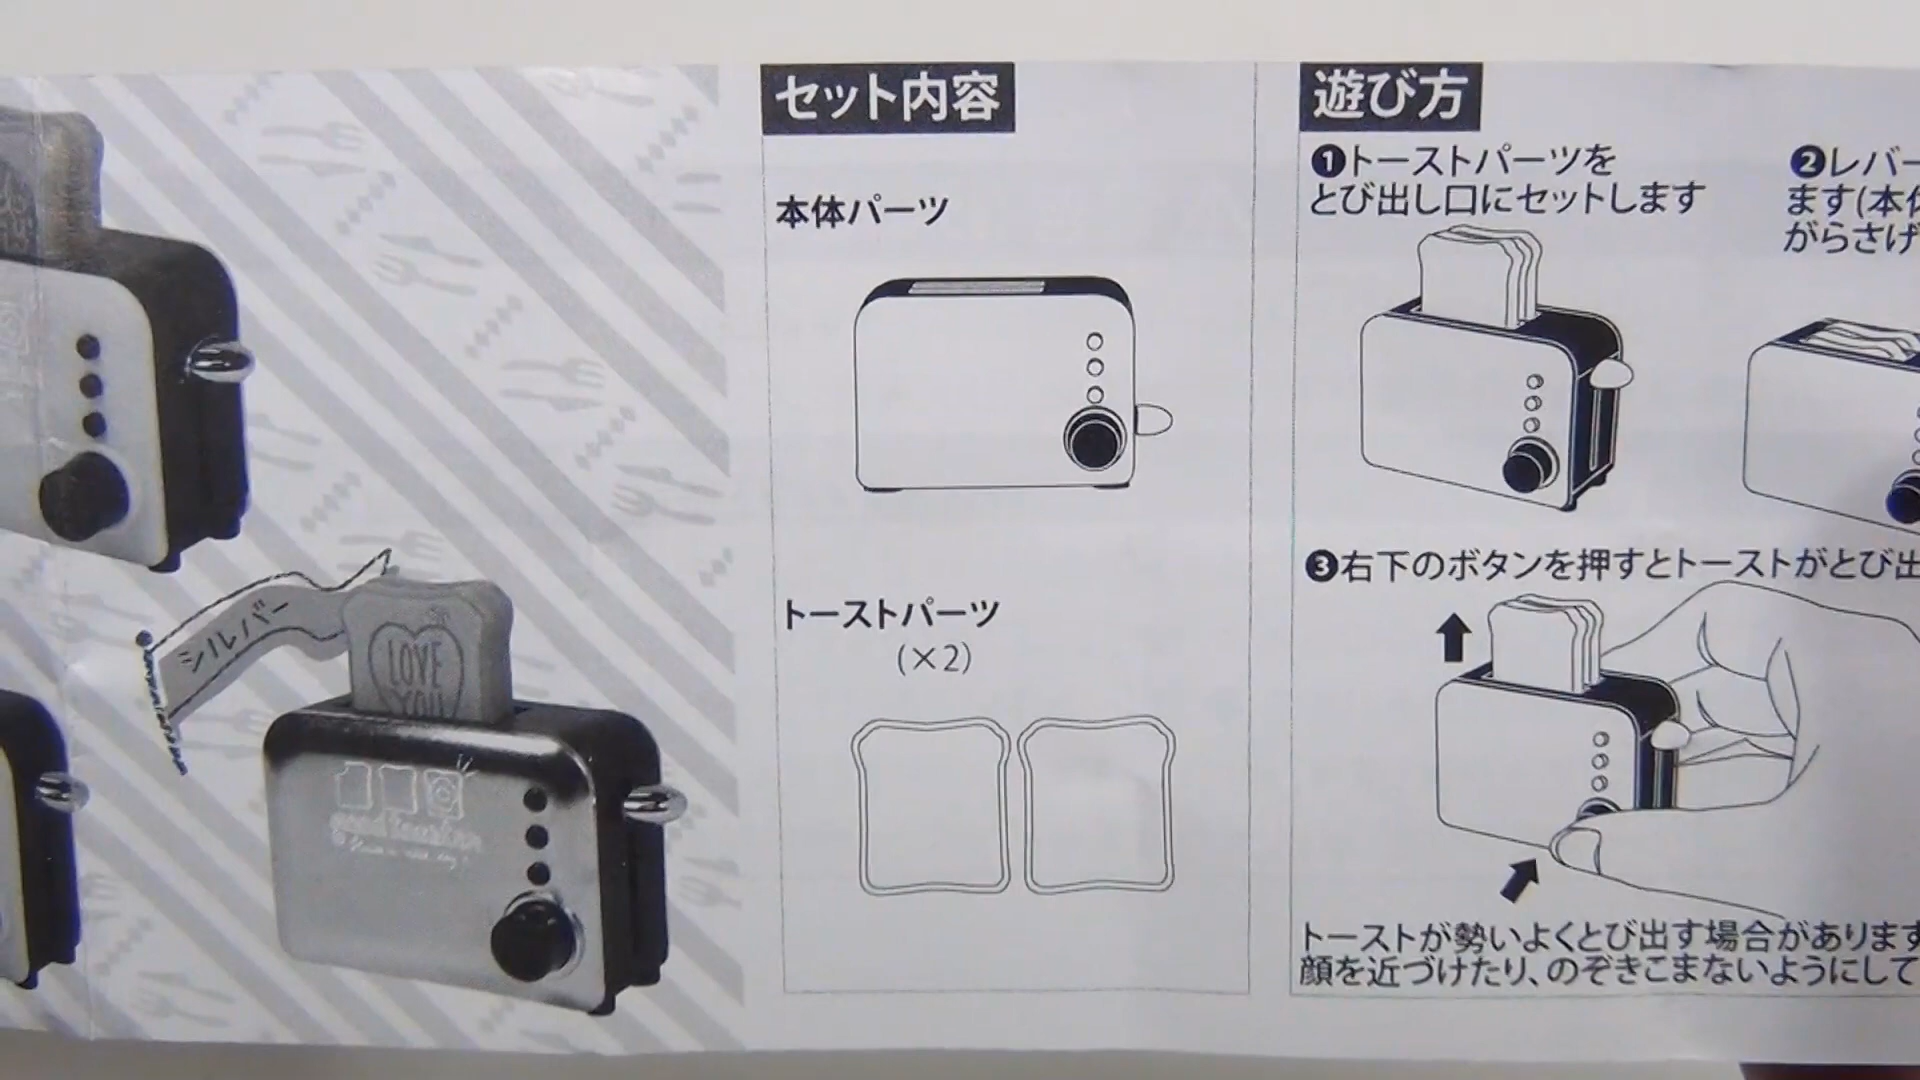 シルバー
LOVE
YOU
セット内容
本体パーツ
トーストパーツ
(×2)
遊び方
❶トーストパーツを
とび出し口にセットします
❷レバー
ます(本体
がらさげ
❸右下のボタンを押すとトーストがとび出
トーストが勢いよくとび出す場合があります
顔を近づけたり、のぞきこまないようにして